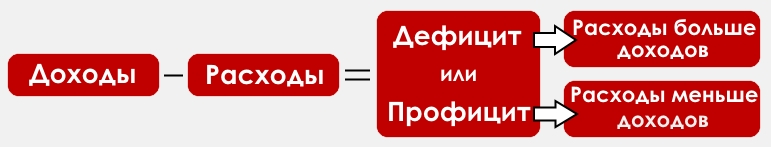 Доходы – Расходы =
Дефицит
или
Профицит
Расходы больше
доходов
Расходы меньше
доходов